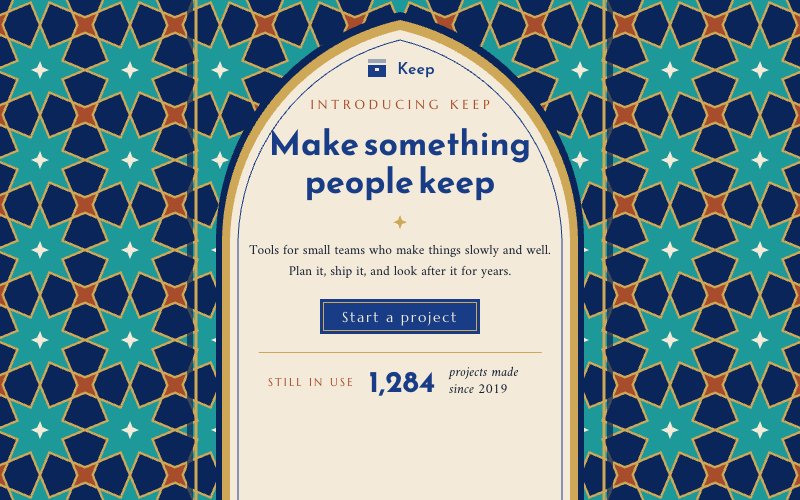 Keep
INTRODUCING KEEP
Make something
people keep
Tools for small teams who make things slowly and well.
Plan it, ship it, and look after it for years.
Start a project
STILL IN USE
1,284
projects made
since 2019